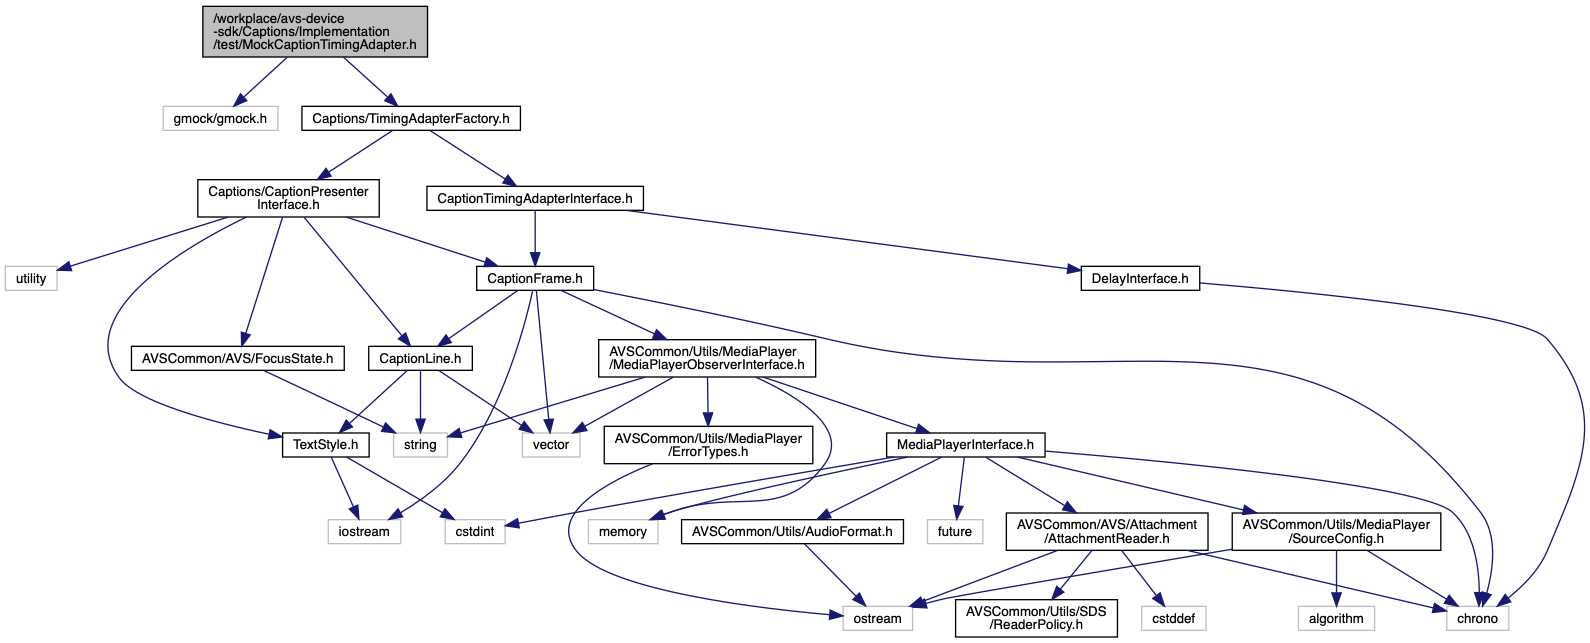 /workplace/avs-device
-sdk/Captions/Implementation
/test/MockCaptionTimingAdapter.h
gmock/gmock.h
Captions/TimingAdapterFactory.h
Captions/CaptionPresenter
Interface.h
CaptionTimingAdapterInterface.h
utility
CaptionFrame.h
DelayInterface.h
AVSCommon/AVS/FocusState.h
CaptionLine.h
AVSCommon/Utils/MediaPlayer
/MediaPlayerObserverInterface.h
TextStyle.h
string
vector
AVSCommon/Utils/MediaPlayer
/ErrorTypes.h
MediaPlayerInterface.h
iostream
cstdint
memory
AVSCommon/Utils/AudioFormat.h
future
AVSCommon/AVS/Attachment
/AttachmentReader.h
AVSCommon/Utils/MediaPlayer
/SourceConfig.h
ostream
AVSCommon/Utils/SDS
/ReaderPolicy.h
cstddef
algorithm
chrono